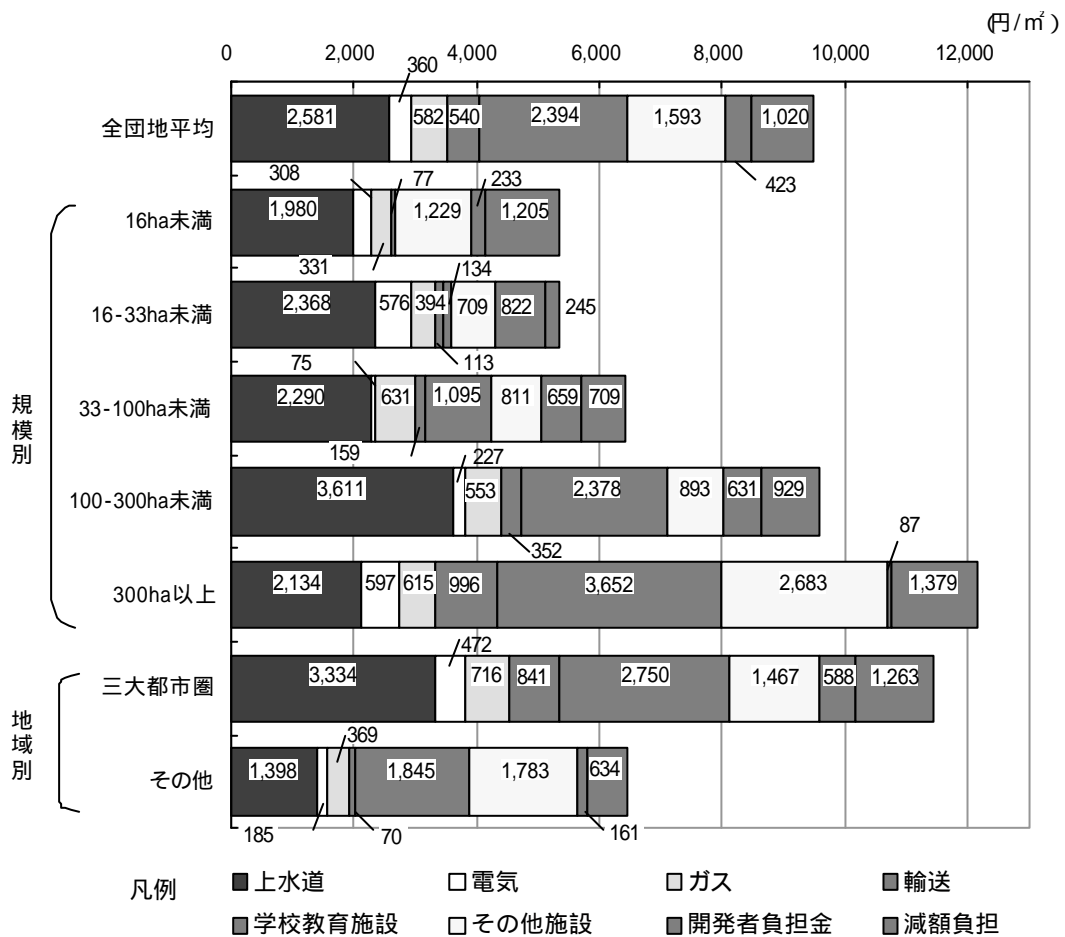 (円/㎡)
0 2,000 4,000 6,000 8,000 10,000 12,000
360
全団地平均 2,581 582 540 2,394 1,593 1,020
423
308 77 233
16ha未満 1,980 1,229 1,205
331 134
16-33ha未満 2,368 576 394 709 822 245
75 113
33-100ha未満 2,290 631 1,095 811 659 709
159 227
100-300ha未満 3,611 553 2,378 893 631 929
352 87
300ha以上 2,134 597 615 996 3,652 2,683 1,379
472
三大都市圏 3,334 716 841 2,750 1,467 588 1,263
369
その他 1,398 1,845 1,783 634
185 70 161
規模別
地域別
凡例 上水道 電気 ガス 輸送
学校教育施設 その他施設 開発者負担金 減額負担